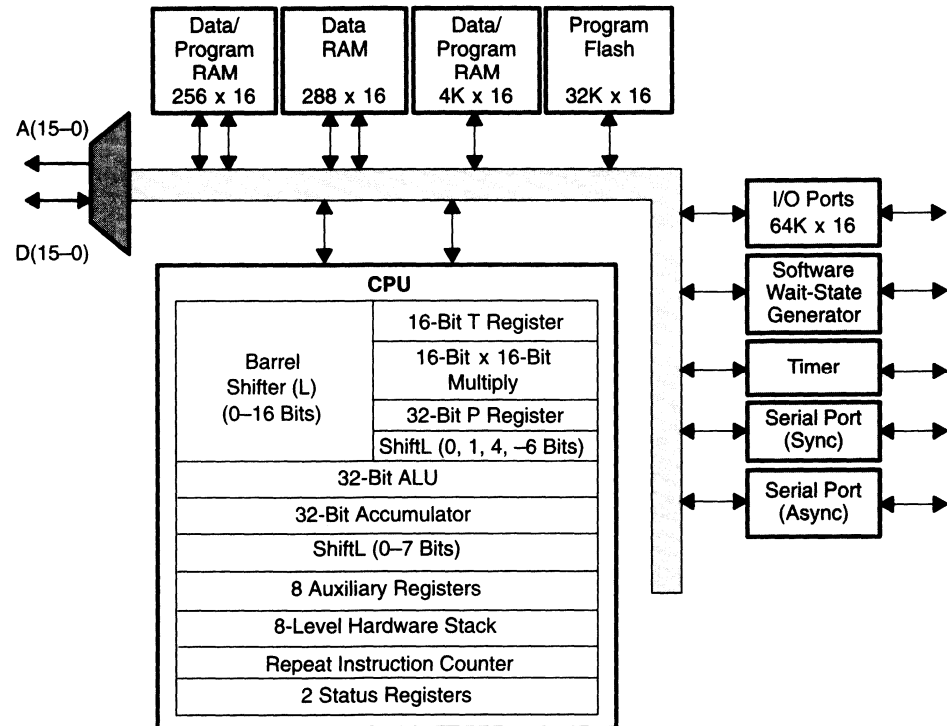 Data/
Program
RAM
256 x 16
Data
RAM
288 x 16
Data/
Program
RAM
4K x 16
Program
Flash
32K x 16
A(15–0)
D(15–0)
I/O Ports
64K x 16
Software
Wait-State
Generator
Timer
Serial Port
(Sync)
Serial Port
(Async)
CPU
Barrel
Shifter (L)
(0–16 Bits)
16-Bit T Register
16-Bit x 16-Bit
Multiply
32-Bit P Register
ShiftL (0, 1, 4, –6 Bits)
32-Bit ALU
32-Bit Accumulator
ShiftL (0–7 Bits)
8 Auxiliary Registers
8-Level Hardware Stack
Repeat Instruction Counter
2 Status Registers